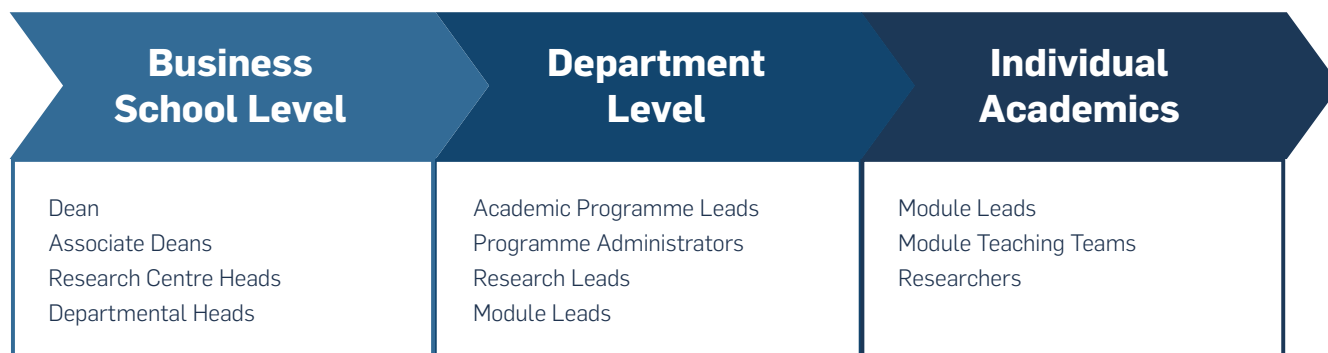 Business
School Level
Dean
Associate Deans
Research Centre Heads
Departmental Heads
Department
Level
Academic Programme Leads
Programme Administrators
Research Leads
Module Leads
Individual
Academics
Module Leads
Module Teaching Teams
Researchers